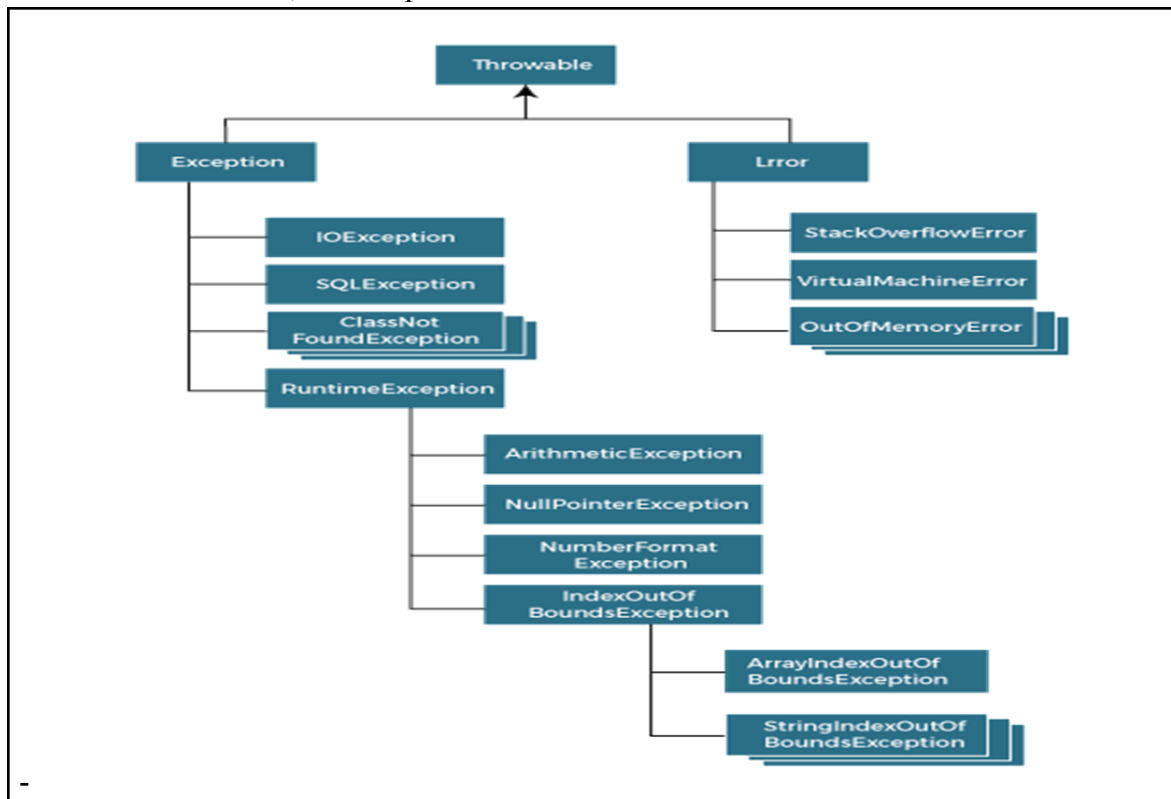 Throwable
Exception
Lrror
IOException
StackOverflowError
SQLException
VirtualMachineError
ClassNot
FoundException
OutOfMemoryError
RuntimeException
ArithmeticException
NullPointerException
NumberFormat
Exception
IndexOutOf
BoundsException
ArrayIndexOutOf
BoundsException
StringIndexOutOf
BoundsException
-